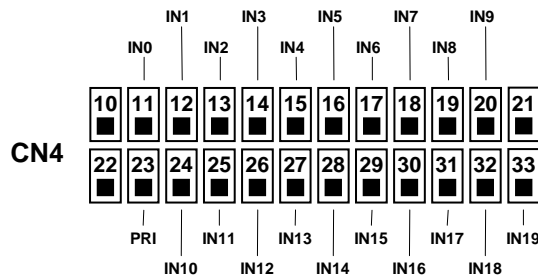 IN1 IN3 IN5 IN7 IN9
IN0 IN2 IN4 IN6 IN8
10 11 12 13 14 15 16 17 18 19 20 21
CN4
22 23 24 25 26 27 28 29 30 31 32 33
PRI IN11 IN13 IN15 IN17 IN19
IN10 IN12 IN14 IN16 IN18